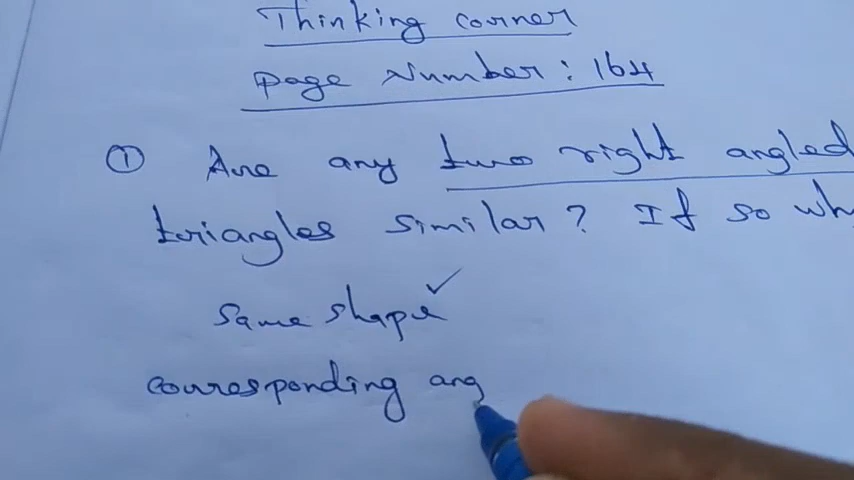 Thinking corner
Page Number: 164
① Are any two right angled
triangles similar? If so wh
Same shape ✓
corresponding ang